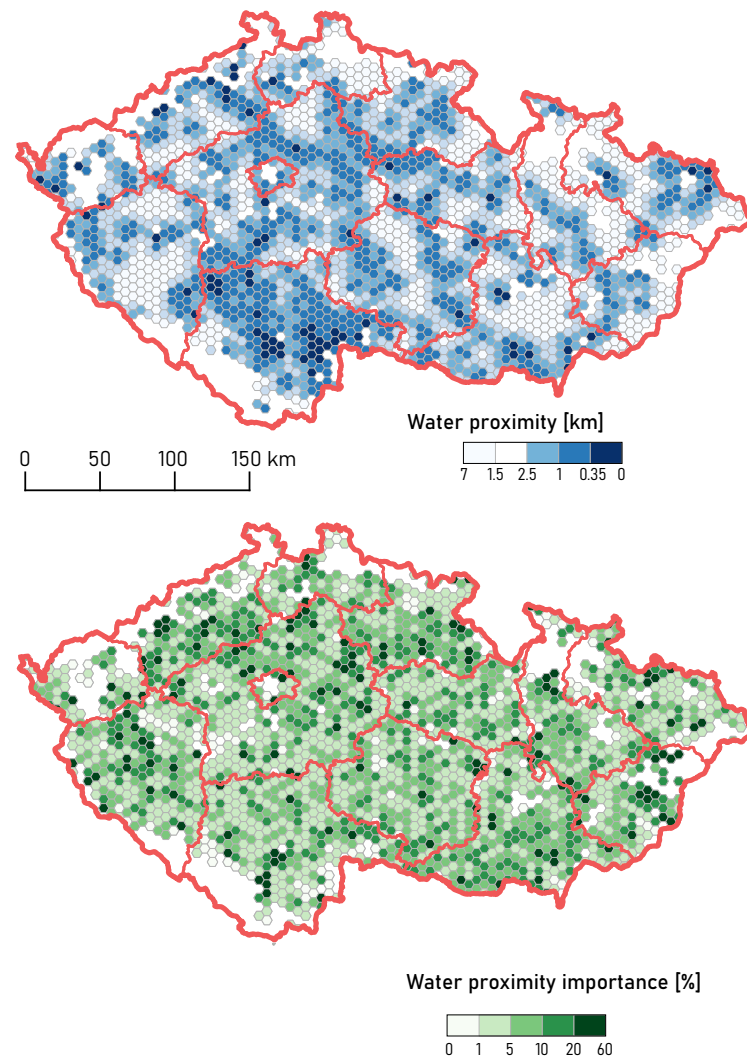 Water proximity [km]
7 1.5 2.5 1 0.35 0
0 50 100 150 km
Water proximity importance [%]
0 1 5 10 20 60